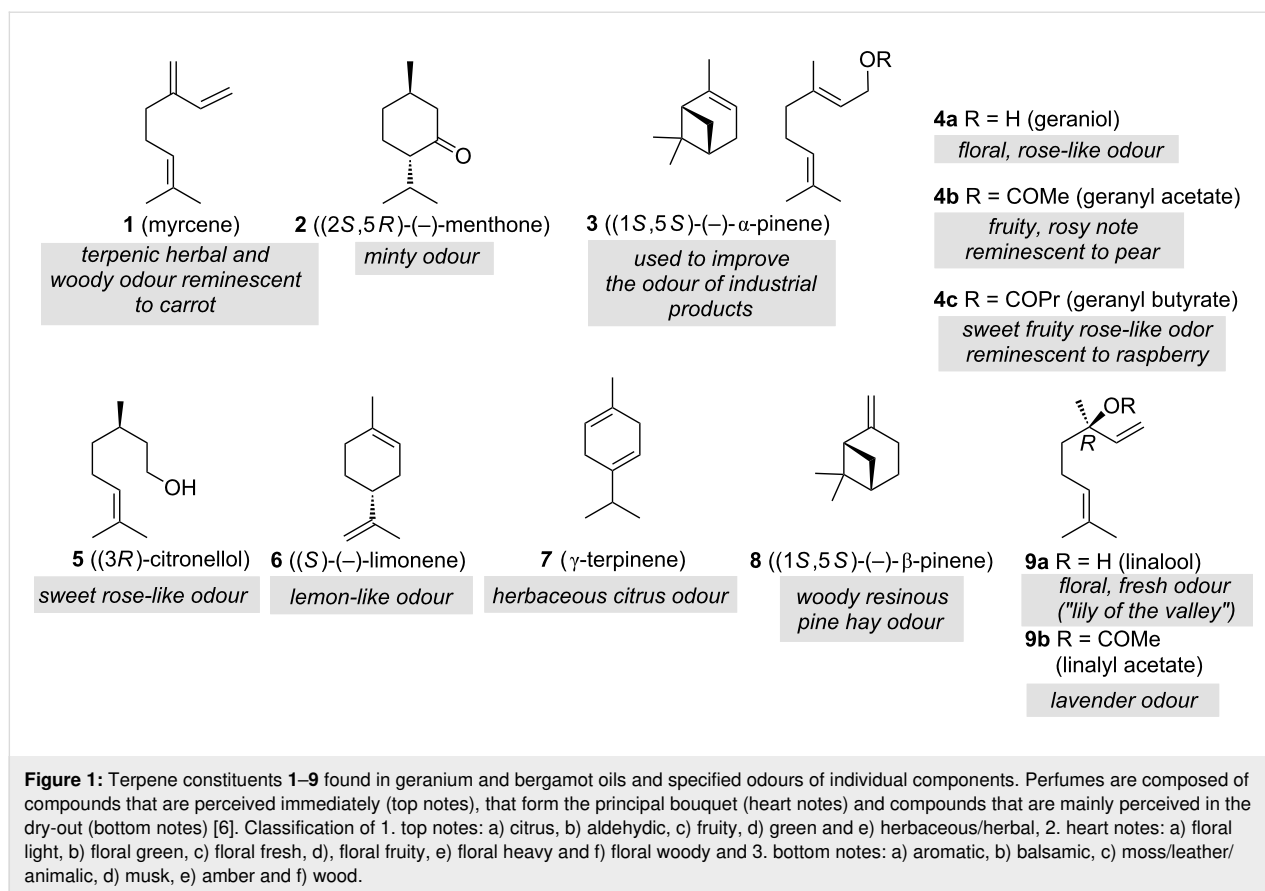 OR
O
1 (myrcene)
terpenic herbal and
woody odour reminescent
to carrot
2 ((2S,5R)-(–)-menthone)
minty odour
3 ((1S,5S)-(–)-α-pinene)
used to improve
the odour of industrial
products
4a R = H (geraniol)
floral, rose-like odour
4b R = COMe (geranyl acetate)
fruity, rosy note
reminescent to pear
4c R = COPr (geranyl butyrate)
sweet fruity rose-like odor
reminescent to raspberry
OH
OR
R
5 ((3R)-citronellol)
sweet rose-like odour
6 ((S)-(–)-limonene)
lemon-like odour
7 (γ-terpinene)
herbaceous citrus odour
8 ((1S,5S)-(–)-β-pinene)
woody resinous
pine hay odour
9a R = H (linalool)
floral, fresh odour
("lily of the valley")
9b R = COMe
(linalyl acetate)
lavender odour
Figure 1: Terpene constituents 1–9 found in geranium and bergamot oils and specified odours of individual components. Perfumes are composed of
compounds that are perceived immediately (top notes), that form the principal bouquet (heart notes) and compounds that are mainly perceived in the
dry-out (bottom notes) [6]. Classification of 1. top notes: a) citrus, b) aldehydic, c) fruity, d) green and e) herbaceous/herbal, 2. heart notes: a) floral
light, b) floral green, c) floral fresh, d), floral fruity, e) floral heavy and f) floral woody and 3. bottom notes: a) aromatic, b) balsamic, c) moss/leather/
animalic, d) musk, e) amber and f) wood.